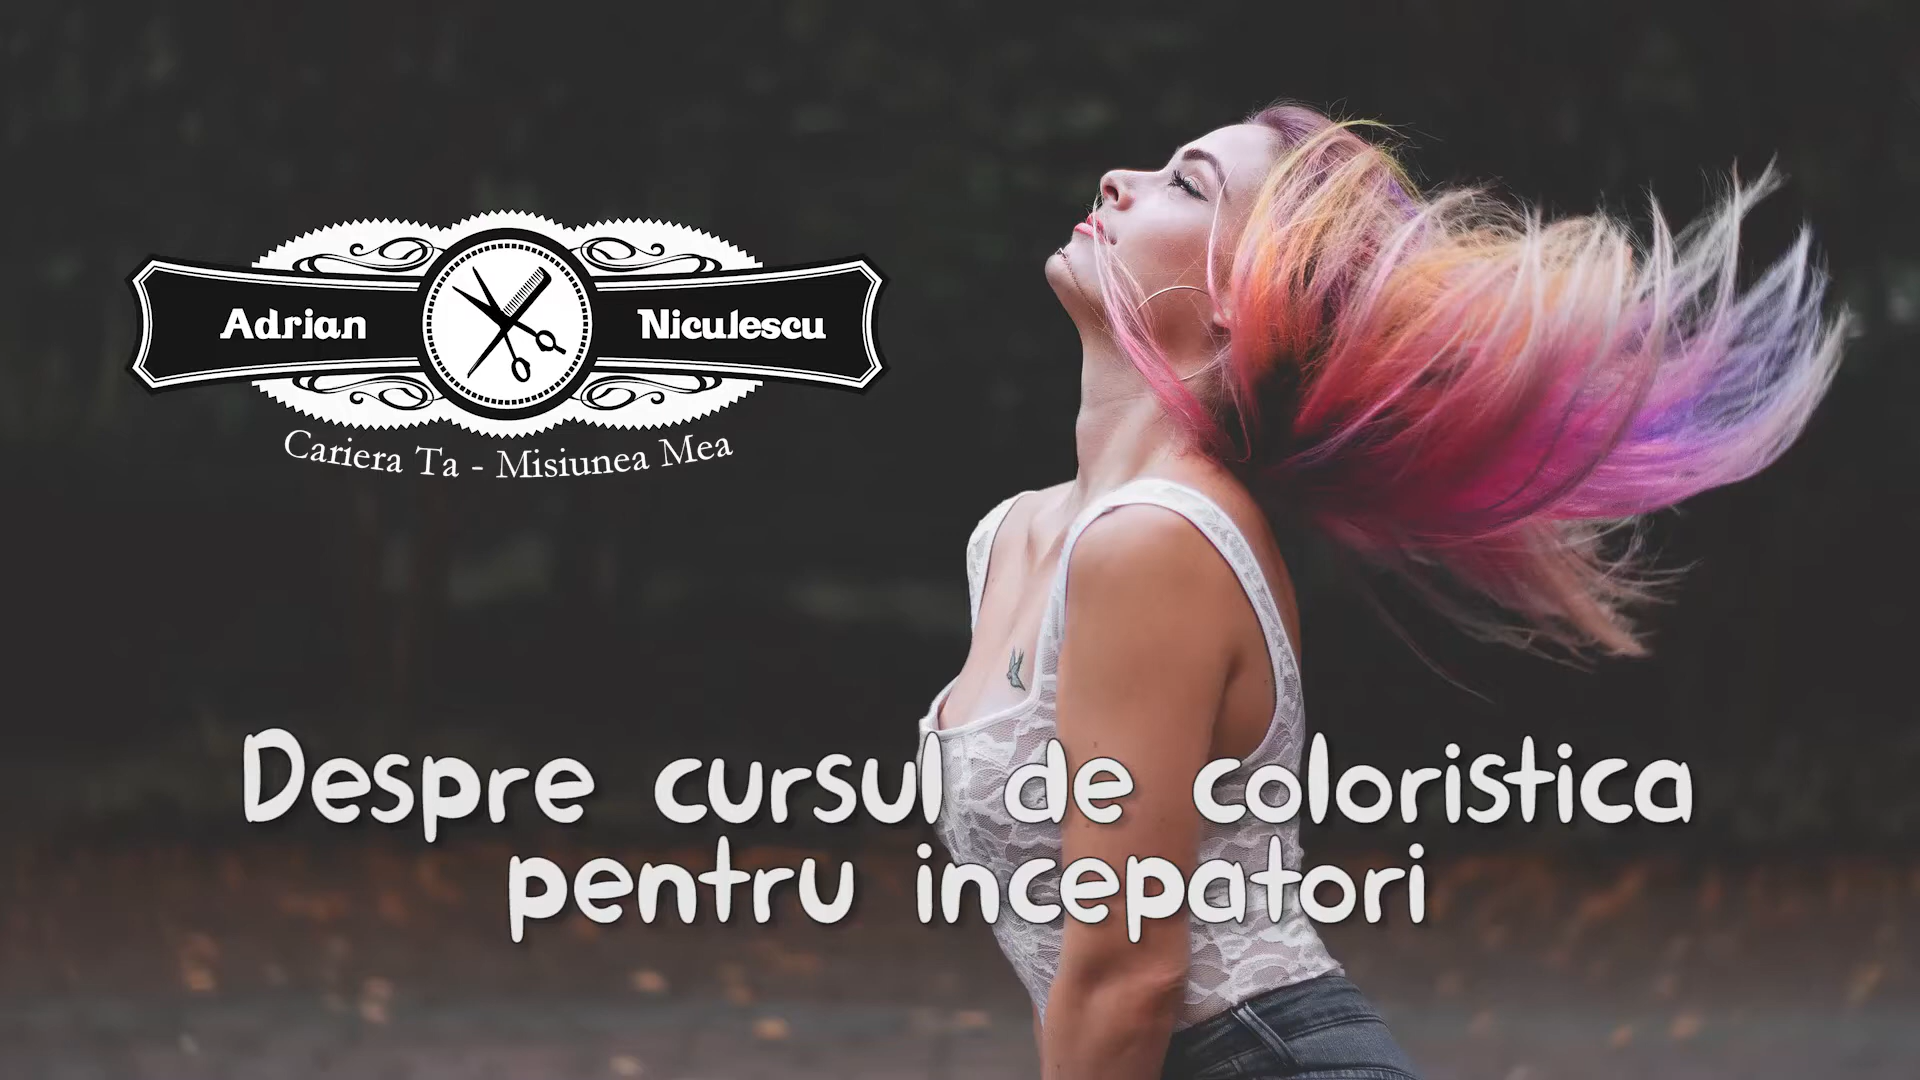 Adrian Niculescu
Cariera Ta - Misiunea Mea
Despre cursul de coloristica
pentru incepatori